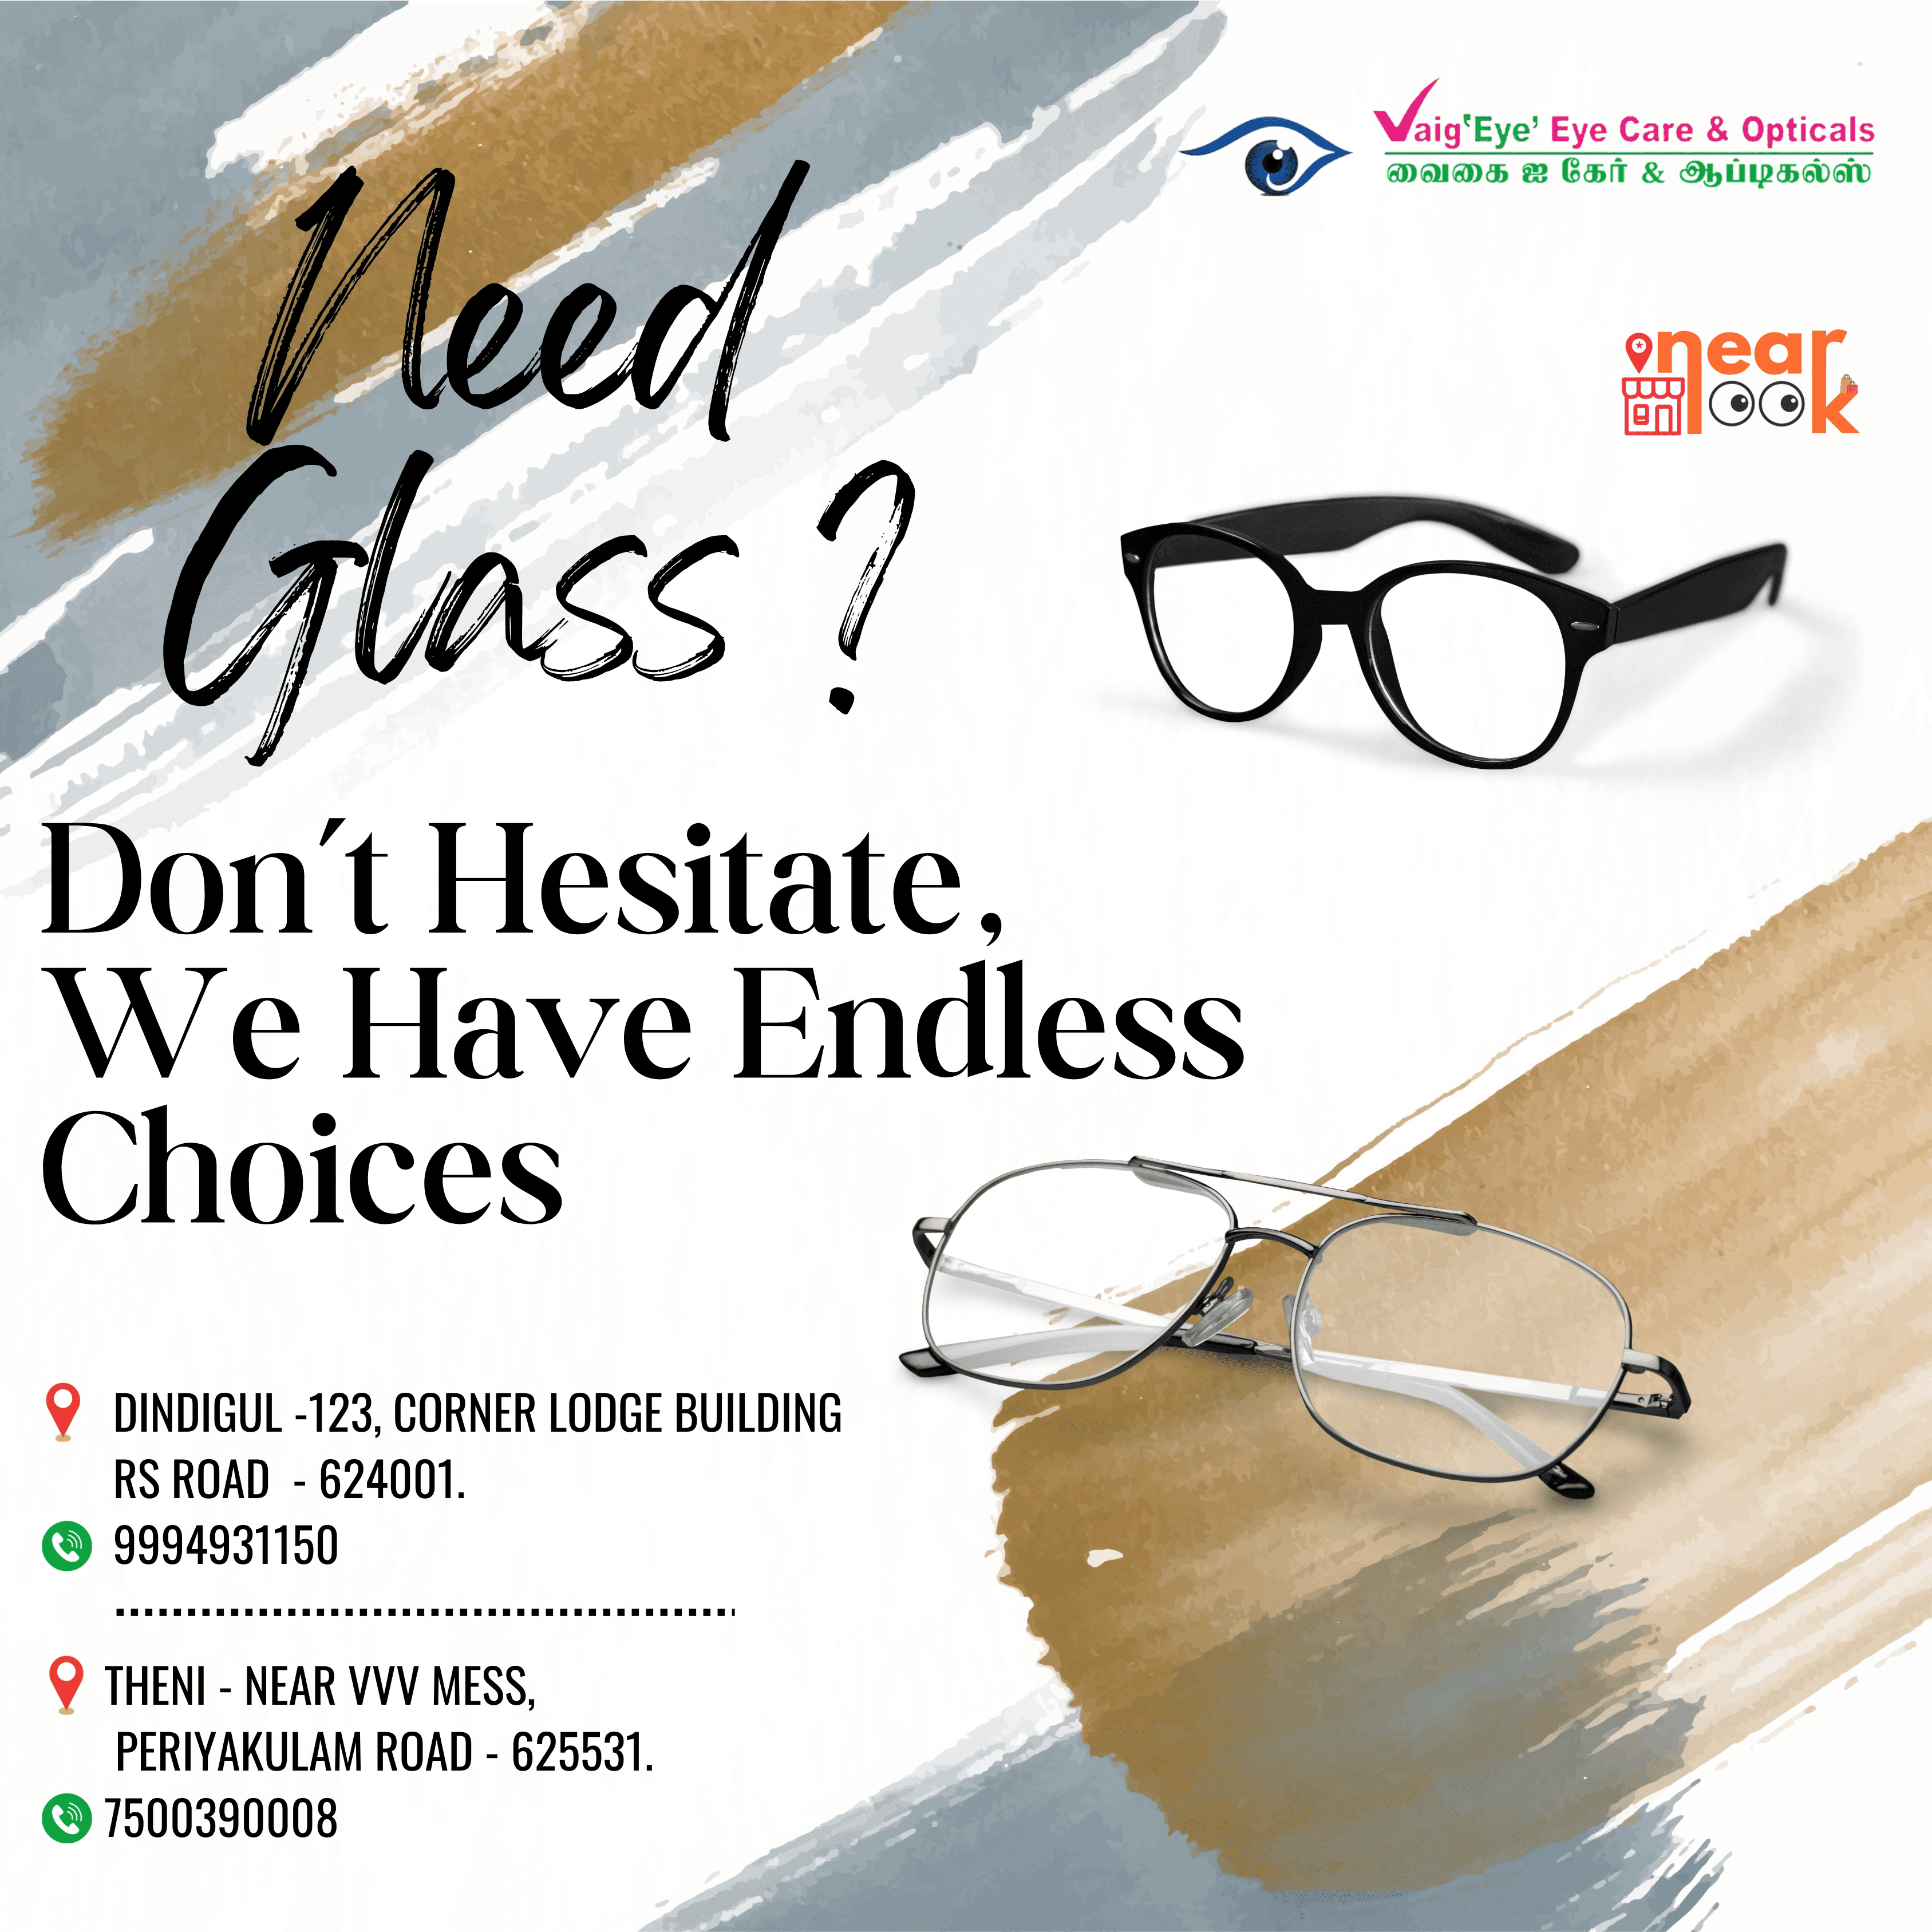 Vaig'Eye' Eye Care & Opticals
வைகை ஐ கேர் & ஆப்டிகல்ஸ்
near
look
Need
Glass ?
Don't Hesitate,
We Have Endless
Choices
DINDIGUL -123, CORNER LODGE BUILDING
RS ROAD - 624001.
9994931150
THENI - NEAR VVV MESS,
PERIYAKULAM ROAD - 625531.
7500390008